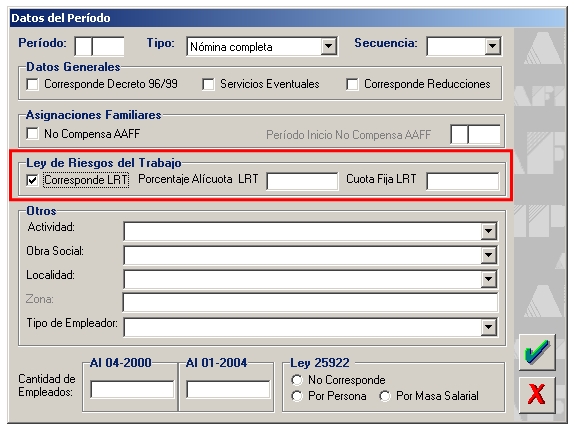 Datos del Período
Período: Tipo: Nómina completa Secuencia:
Datos Generales
Corresponde Decreto 96/99 Servicios Eventuales Corresponde Reducciones
Asignaciones Familiares
No Compensa AAFF Período Inicio No Compensa AAFF
Ley de Riesgos del Trabajo
Corresponde LRT Porcentaje Alícuota LRT Cuota Fija LRT
Otros
Actividad:
Obra Social:
Localidad:
Zona:
Tipo de Empleador:
Al 04-2000 Al 01-2004 Ley 25922
Cantidad de Empleados:
No Corresponde
Por Persona Por Masa Salarial